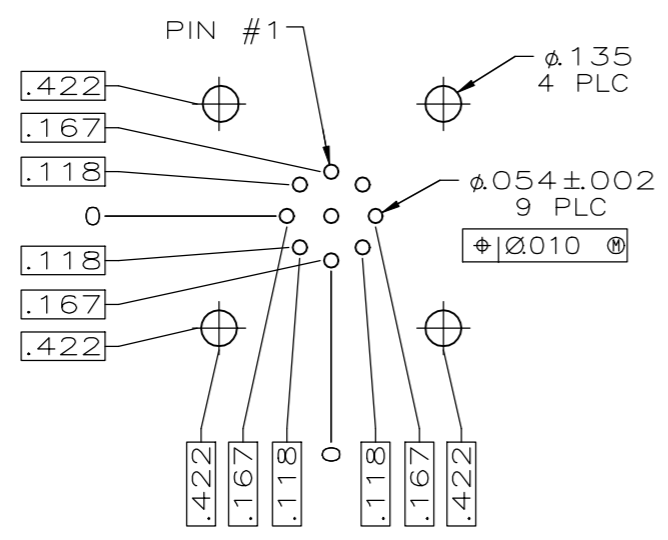 PIN #1
ø.135
4 PLC
.422
.167
.118
0
.118
.167
.422
ø.054±.002
9 PLC
⌖|Ø.010 Ⓜ
.422
.167
.118
0
.118
.167
.422